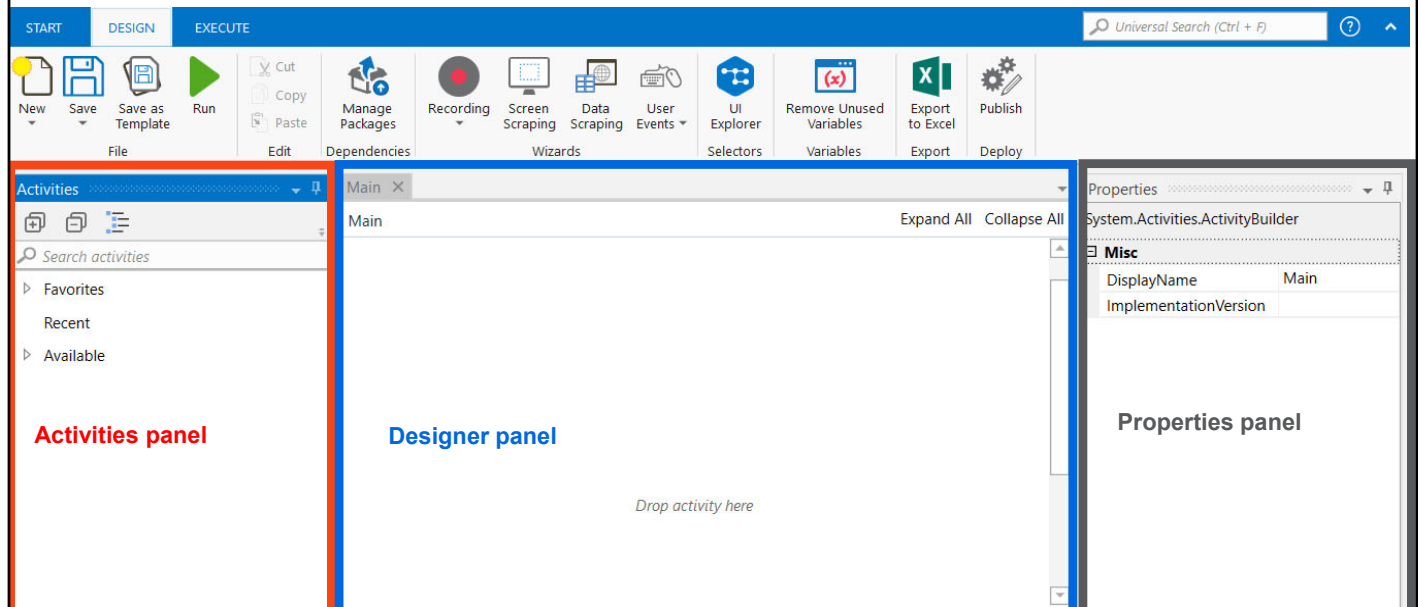 START DESIGN EXECUTE Universal Search (Ctrl + F) ?
New Save Save as Template Run Cut Copy Paste Manage Packages Recording Screen Scraping Data Scraping User Events UI Explorer Remove Unused Variables Export to Excel Publish
File Edit Dependencies Wizards Selectors Variables Export Deploy
Activities
Search activities
Favorites
Recent
Available
Activities panel
Main
Main Expand All Collapse All
Designer panel
Drop activity here
Properties
System.Activities.ActivityBuilder
Misc
DisplayName Main
ImplementationVersion
Properties panel